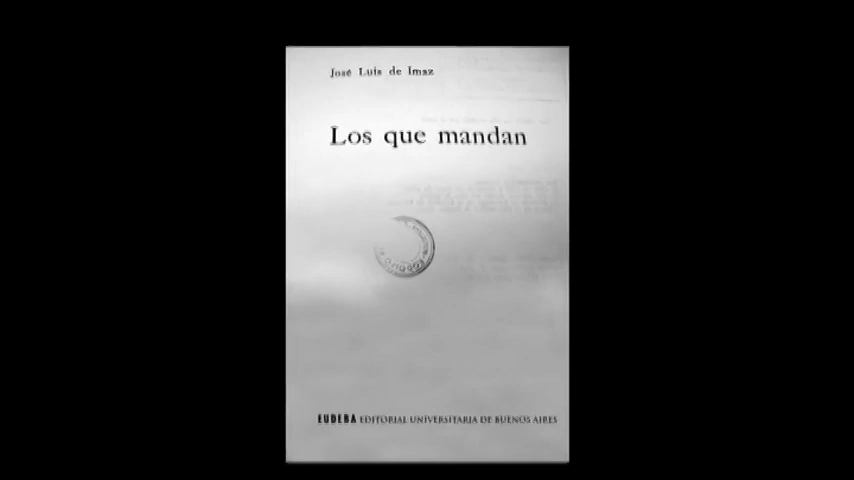 José Luis de Imaz
Los que mandan
EUDEBA EDITORIAL UNIVERSITARIA DE BUENOS AIRES